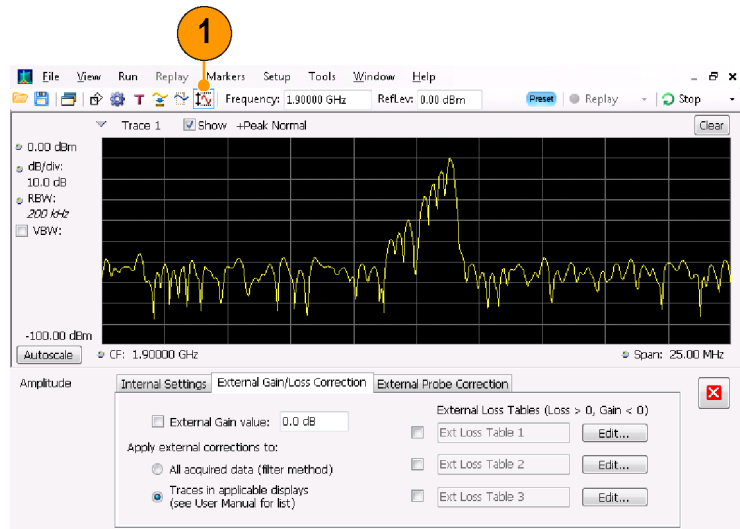 1
File View Run Replay Markers Setup Tools Window Help
T Frequency: 1.90000 GHz RefLev: 0.00 dBm Preset Replay Stop
Trace 1 Show +Peak Normal Clear
0.00 dBm
dB/div:
10.0 dB
RBW:
200 kHz
VBW:
-100.00 dBm
Autoscale CF: 1.90000 GHz Span: 25.00 MHz
Amplitude Internal Settings External Gain/Loss Correction External Probe Correction
External Loss Tables (Loss > 0, Gain < 0)
External Gain value: 0.0 dB
Ext Loss Table 1 Edit...
Apply external corrections to:
All acquired data (filter method)
Ext Loss Table 2 Edit...
Traces in applicable displays
(see User Manual for list)
Ext Loss Table 3 Edit...